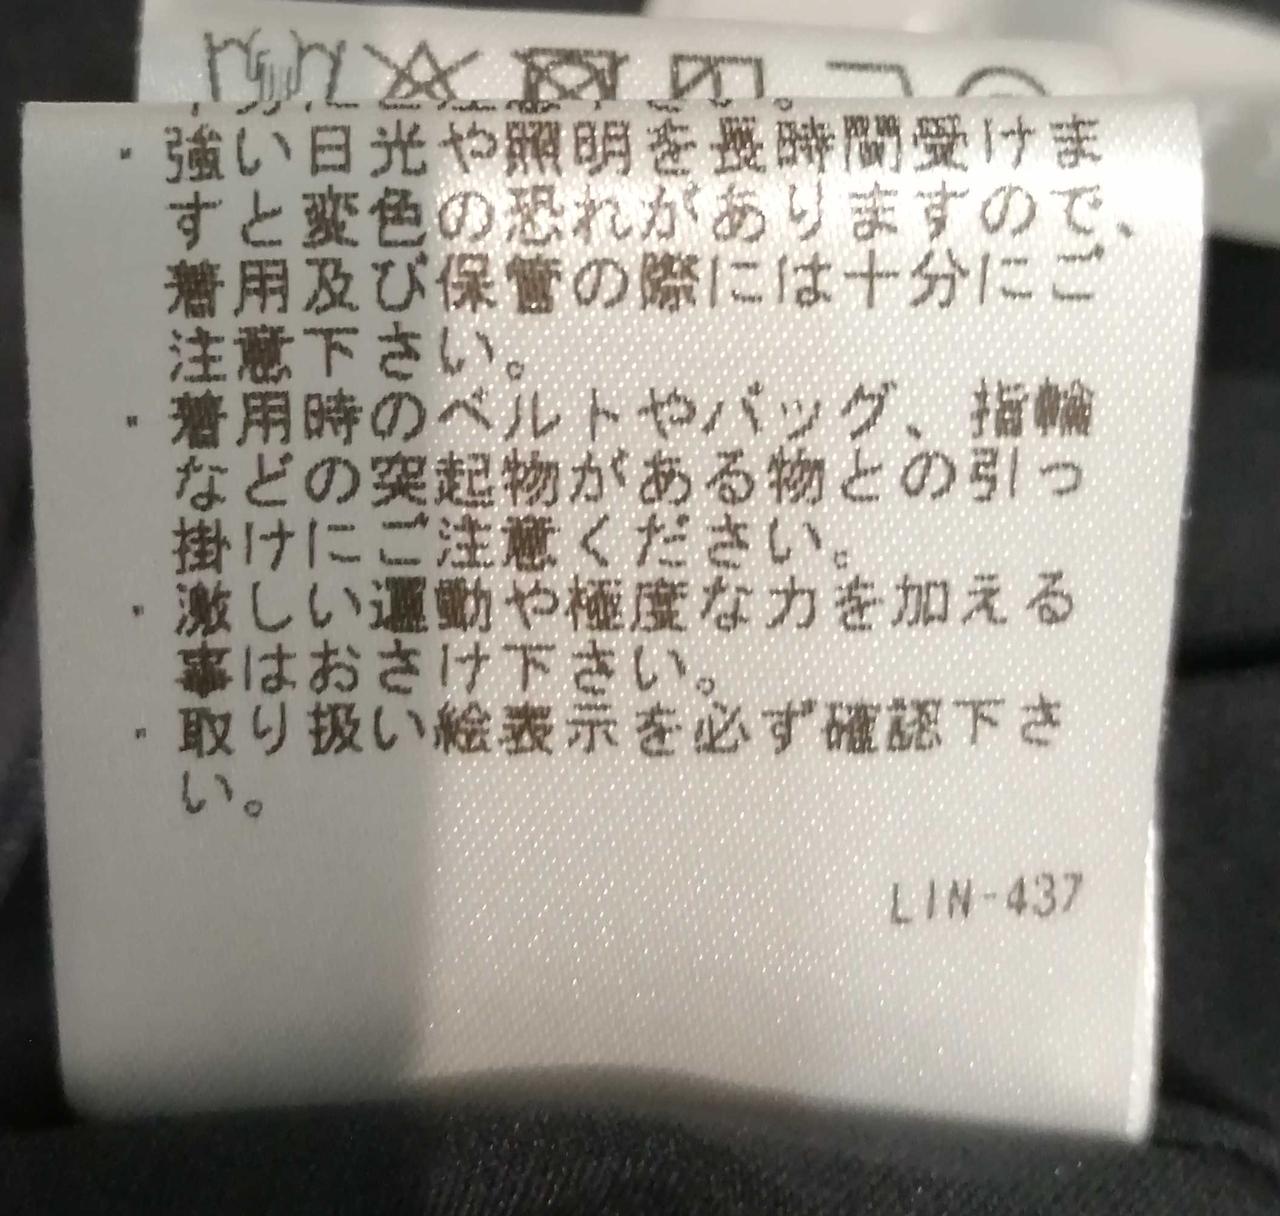 ・強い日光や照明を長時間受けま
すと変色の恐れがありますので、
着用及び保管の際には十分にご
注意下さい。
・着用時のベルトやバッグ、指輪
などの突起物がある物との引っ
掛けにご注意ください。
・激しい運動や極度な力を加える
事はおさけ下さい。
・取り扱い絵表示を必ず確認下さ
い。
LIN-437